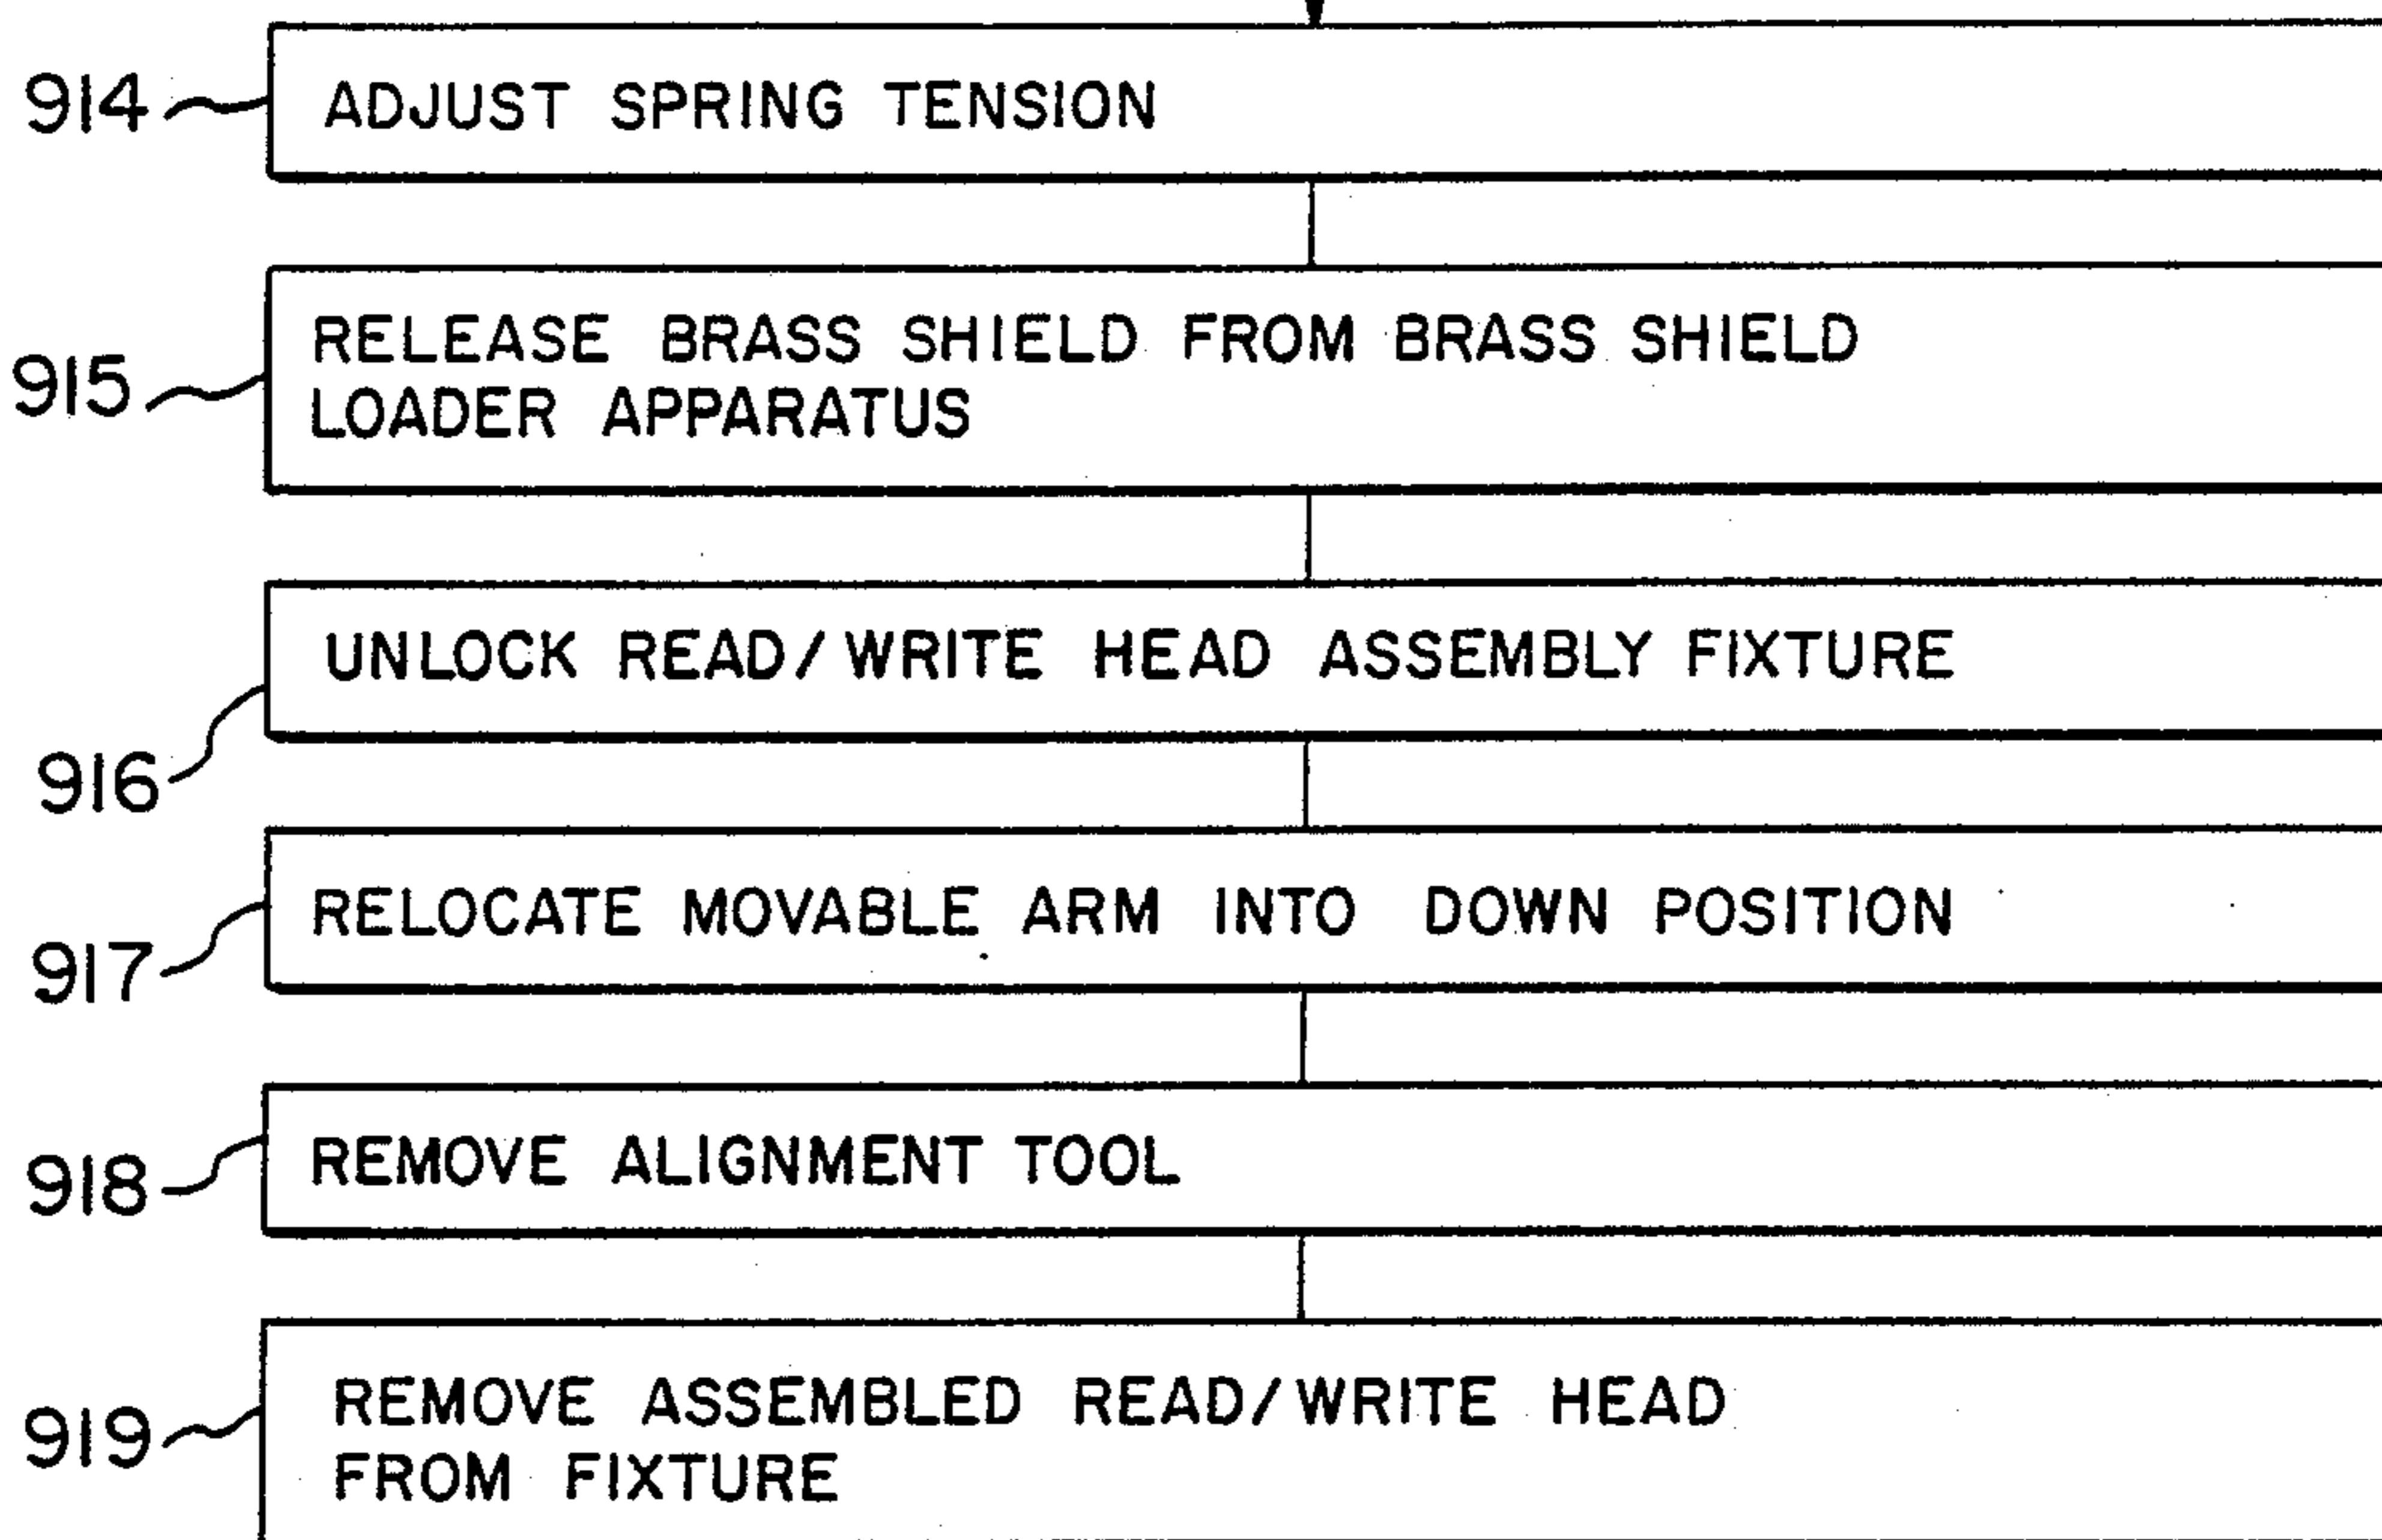 914 ADJUST SPRING TENSION
RELEASE BRASS SHIELD FROM BRASS SHIELD
915 LOADER APPARATUS
UNLOCK READ/WRITE HEAD ASSEMBLY FIXTURE
916
RELOCATE MOVABLE ARM INTO DOWN POSITION
917
918 REMOVE ALIGNMENT TOOL
REMOVE ASSEMBLED READ/WRITE HEAD
919
FROM FIXTURE